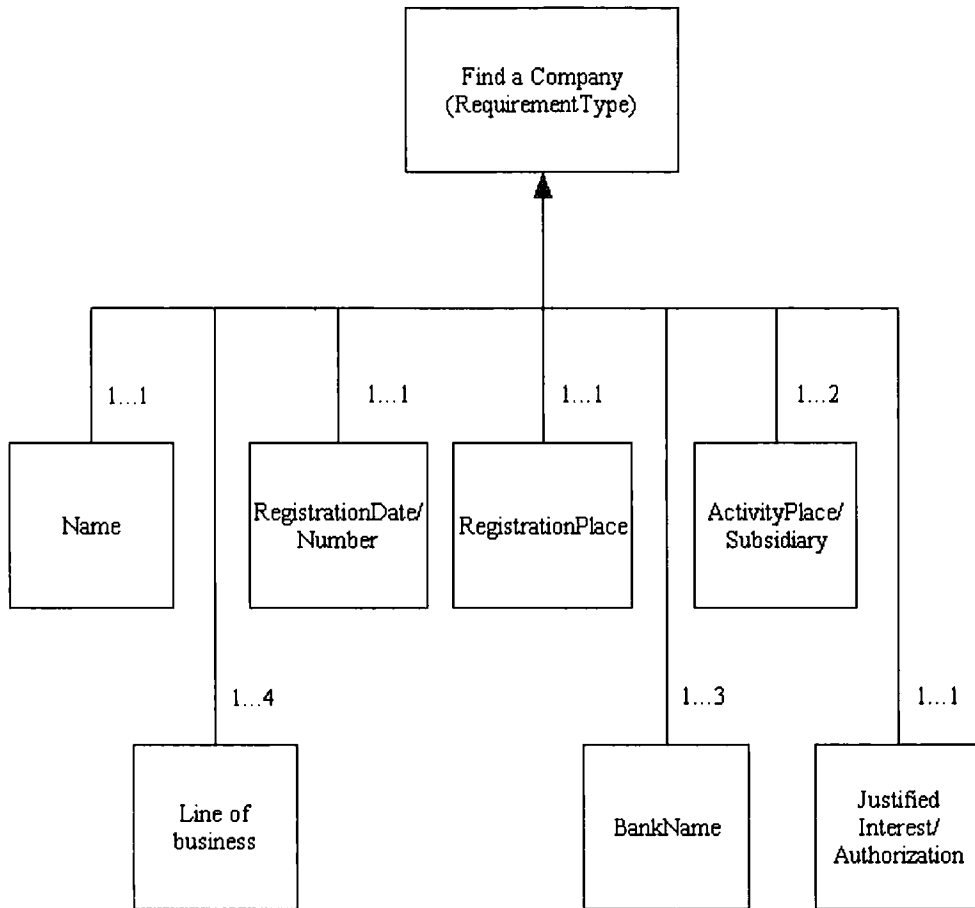 Find a Company
(RequirementType)
1...1
1...1
1...1
1...2
Name
RegistrationDate/
Number
RegistrationPlace
ActivityPlace/
Subsidiary
1...4
1...3
1...1
Line of
business
BankName
Justified
Interest/
Authorization